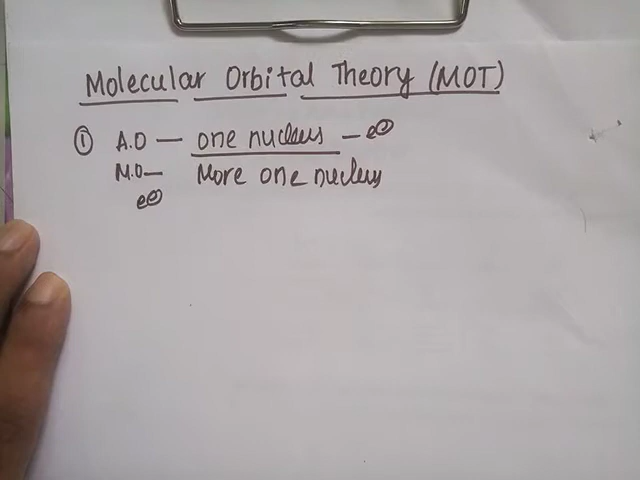 Molecular Orbital Theory (MOT)
① A.O — one nucleus — e⊖
M.O— More one nucleus
e⊖